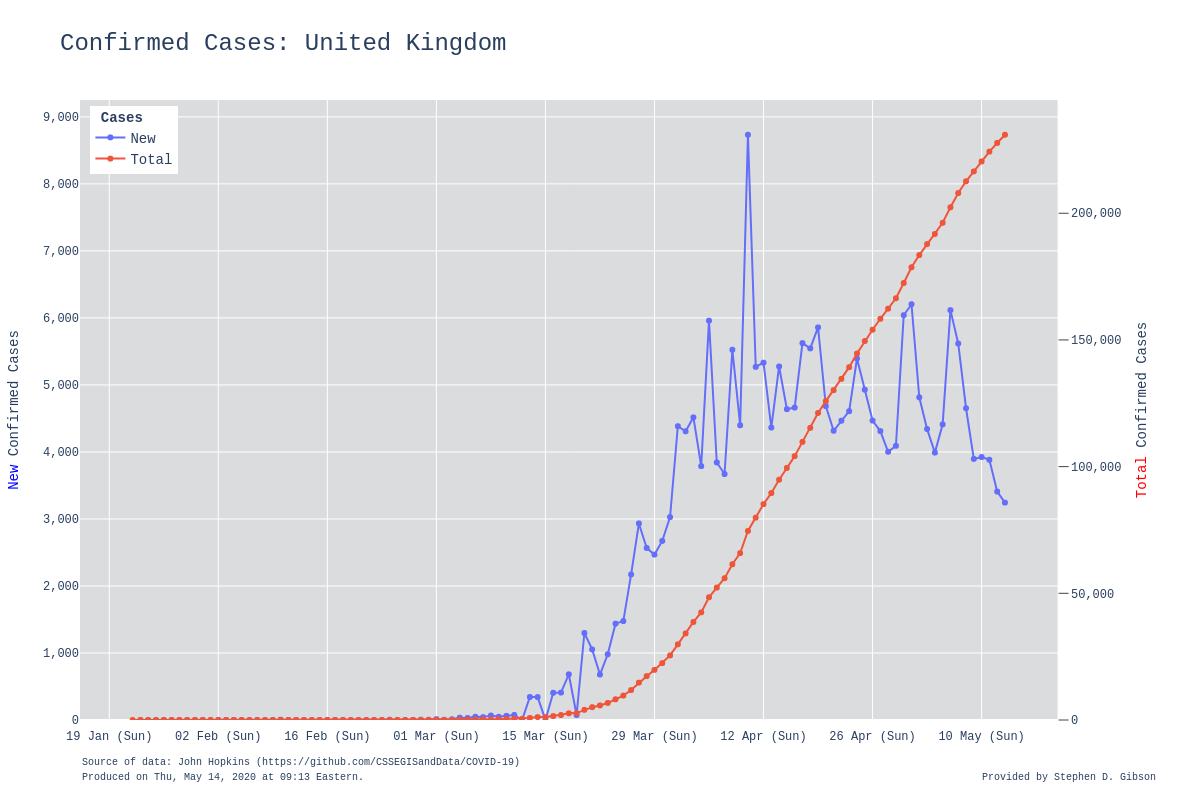 Confirmed Cases: United Kingdom
Cases
New
Total
9,000
8,000
7,000
6,000
5,000
4,000
3,000
2,000
1,000
0
New Confirmed Cases
200,000
150,000
100,000
50,000
0
Total Confirmed Cases
19 Jan (Sun) 02 Feb (Sun) 16 Feb (Sun) 01 Mar (Sun) 15 Mar (Sun) 29 Mar (Sun) 12 Apr (Sun) 26 Apr (Sun) 10 May (Sun)
Source of data: John Hopkins (https://github.com/CSSEGISandData/COVID-19)
Produced on Thu, May 14, 2020 at 09:13 Eastern.
Provided by Stephen D. Gibson